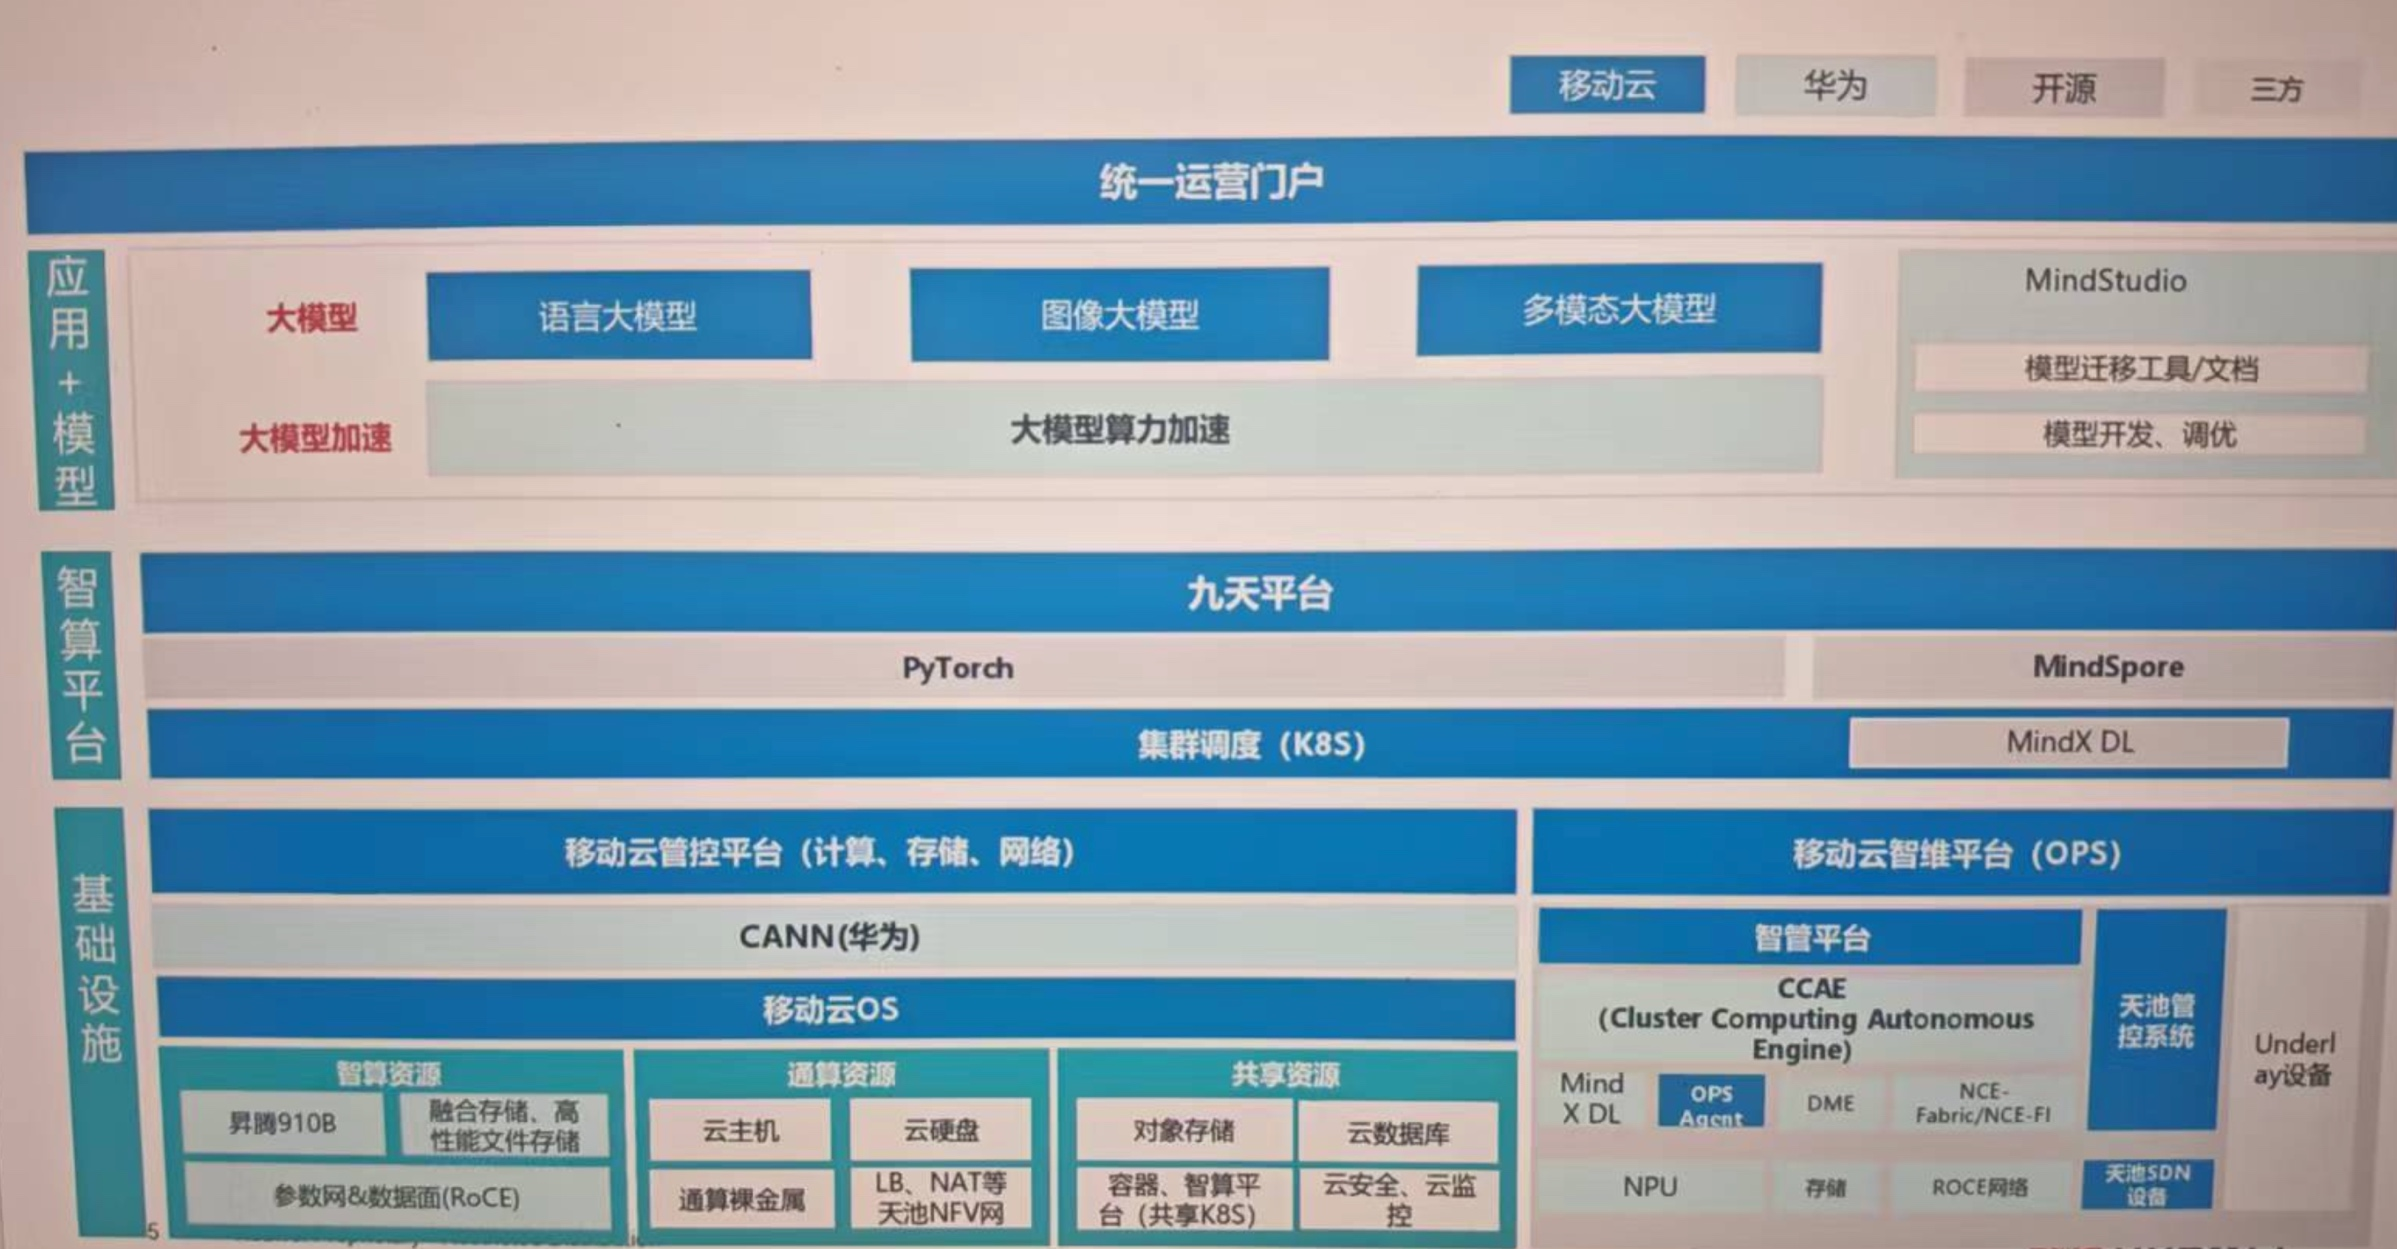 移动云
华为
开源
三方
统一运营门户
应用+模型
大模型
语言大模型
图像大模型
多模态大模型
大模型加速
大模型算力加速
MindStudio
模型迁移工具/文档
模型开发、调优
智算平台
九天平台
PyTorch
MindSpore
集群调度（K8S）
MindX DL
基础设施
移动云管控平台（计算、存储、网络）
CANN(华为)
移动云OS
智算资源
昇腾910B
融合存储、高
性能文件存储
参数网&数据面(RoCE)
通算资源
云主机
云硬盘
通算裸金属
LB、NAT等
天池NFV网
共享资源
对象存储
云数据库
容器、智算平
台（共享K8S）
云安全、云监
控
移动云智维平台（OPS）
智管平台
CCAE
（Cluster Computing Autonomous
Engine）
Mind
X DL
OPS
Agent
DME
NCE-
Fabric/NCE-FI
NPU
存储
ROCE网络
天池管
控系统
天池SDN
设备
Underl
ay设备
5